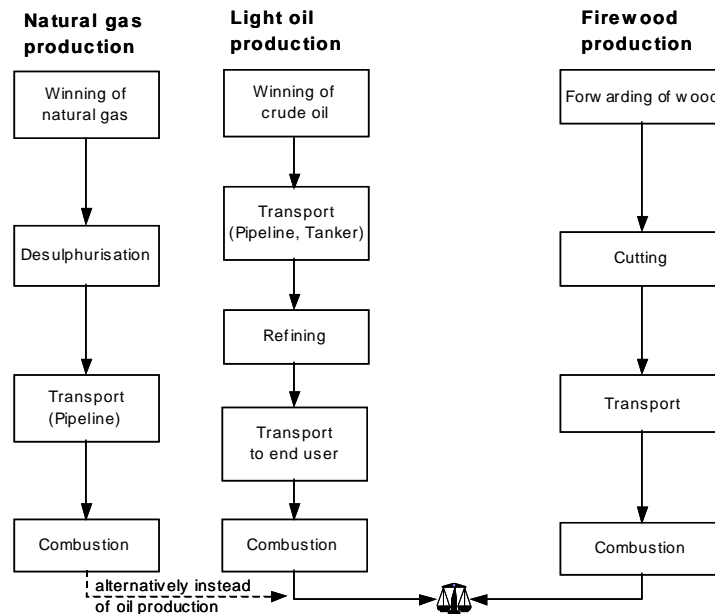 Natural gas
production
Winning of
natural gas
Desulphurisation
Transport
(Pipeline)
Combustion
alternatively instead
of oil production
Light oil
production
Winning of
crude oil
Transport
(Pipeline, Tanker)
Refining
Transport
to end user
Combustion
Firewood
production
Forwarding of wood
Cutting
Transport
Combustion